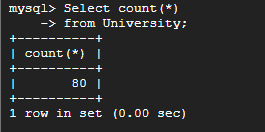 mysql> Select count(*)
    -> from University;
+----------+
| count(*) |
+----------+
|       80 |
+----------+
1 row in set (0.00 sec)